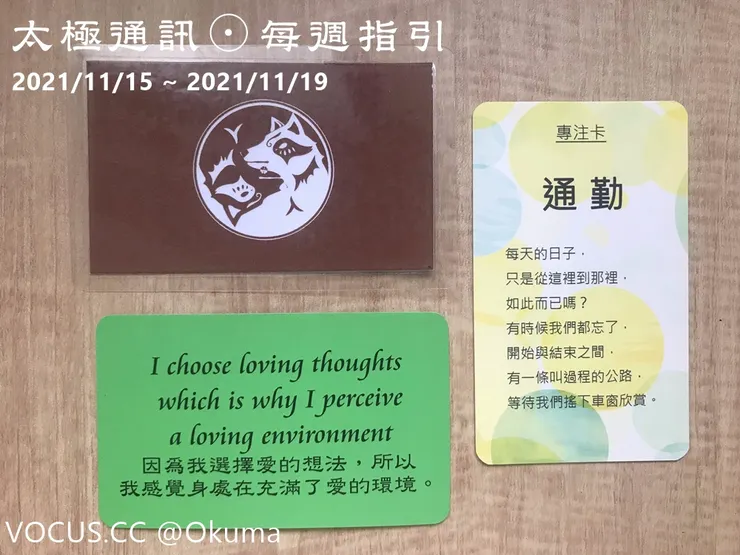 太極通訊⊙每週指引
2021/11/15 ~ 2021/11/19
專注卡
通勤
每天的日子，
只是從這裡到那裡，
如此而已嗎？
有時候我們都忘了，
開始與結束之間，
有一條叫過程的公路，
等待我們搖下車窗欣賞。
I choose loving thoughts
which is why I perceive
a loving environment
因為我選擇愛的想法，所以
我感覺身處在充滿了愛的環境。
VOCUS.CC @Okuma